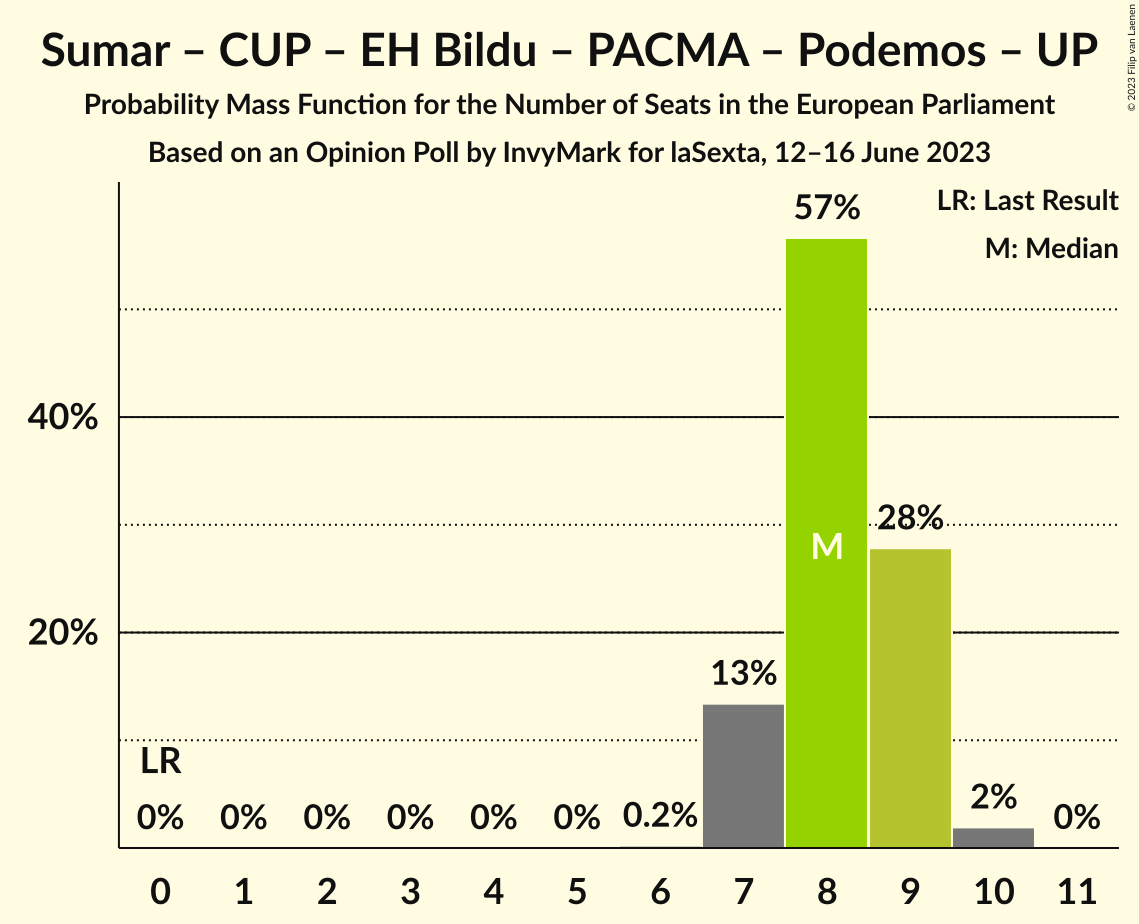 Sumar – CUP – EH Bildu – PACMA – Podemos – UP
Probability Mass Function for the Number of Seats in the European Parliament
Based on an Opinion Poll by InvyMark for laSexta, 12–16 June 2023
© 2023 Filip van Laenen
LR: Last Result
M: Median
57%
40%
28%
M
20%
13%
LR
0% 0% 0% 0% 0% 0% 0.2% 2% 0%
0 1 2 3 4 5 6 7 8 9 10 11